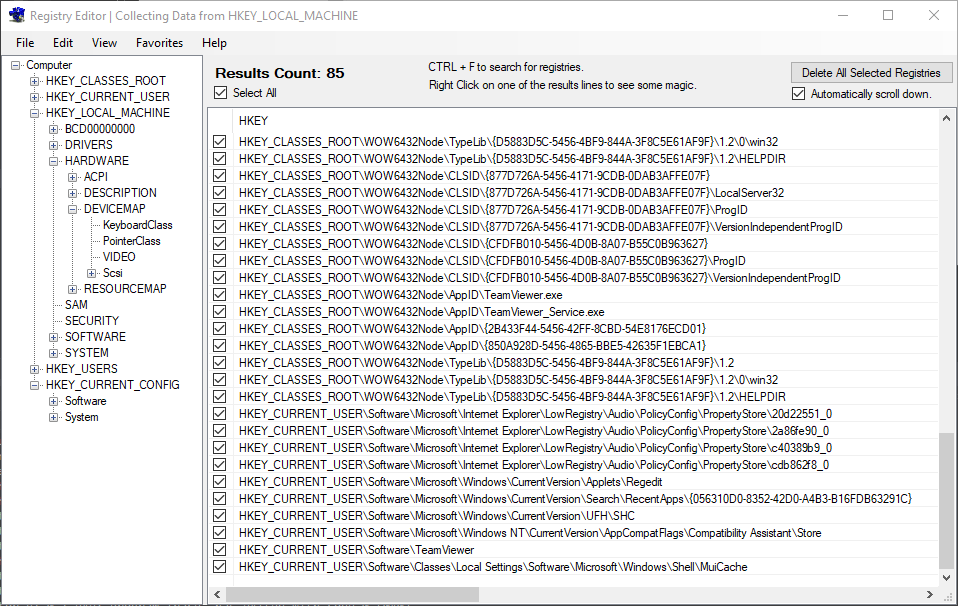 Registry Editor | Collecting Data from HKEY_LOCAL_MACHINE
File Edit View Favorites Help
Computer
HKEY_CLASSES_ROOT
HKEY_CURRENT_USER
HKEY_LOCAL_MACHINE
BCD00000000
DRIVERS
HARDWARE
ACPI
DESCRIPTION
DEVICEMAP
KeyboardClass
PointerClass
VIDEO
Scsi
RESOURCEMAP
SAM
SECURITY
SOFTWARE
SYSTEM
HKEY_USERS
HKEY_CURRENT_CONFIG
Software
System
Results Count: 85
Select All
CTRL + F to search for registries.
Right Click on one of the results lines to see some magic.
Delete All Selected Registries
Automatically scroll down.
HKEY
HKEY_CLASSES_ROOT\WOW6432Node\TypeLib\{D5883D5C-5456-4BF9-844A-3F8C5E61AF9F}\1.2\0\win32
HKEY_CLASSES_ROOT\WOW6432Node\TypeLib\{D5883D5C-5456-4BF9-844A-3F8C5E61AF9F}\1.2\HELPDIR
HKEY_CLASSES_ROOT\WOW6432Node\CLSID\{877D726A-5456-4171-9CDB-0DAB3AFFE07F}
HKEY_CLASSES_ROOT\WOW6432Node\CLSID\{877D726A-5456-4171-9CDB-0DAB3AFFE07F}\LocalServer32
HKEY_CLASSES_ROOT\WOW6432Node\CLSID\{877D726A-5456-4171-9CDB-0DAB3AFFE07F}\ProgID
HKEY_CLASSES_ROOT\WOW6432Node\CLSID\{877D726A-5456-4171-9CDB-0DAB3AFFE07F}\VersionIndependentProgID
HKEY_CLASSES_ROOT\WOW6432Node\CLSID\{CFDFB010-5456-4D0B-8A07-B55C0B963627}
HKEY_CLASSES_ROOT\WOW6432Node\CLSID\{CFDFB010-5456-4D0B-8A07-B55C0B963627}\ProgID
HKEY_CLASSES_ROOT\WOW6432Node\CLSID\{CFDFB010-5456-4D0B-8A07-B55C0B963627}\VersionIndependentProgID
HKEY_CLASSES_ROOT\WOW6432Node\AppID\TeamViewer.exe
HKEY_CLASSES_ROOT\WOW6432Node\AppID\TeamViewer_Service.exe
HKEY_CLASSES_ROOT\WOW6432Node\AppID\{2B433F44-5456-42FF-8CBD-54E8176ECD01}
HKEY_CLASSES_ROOT\WOW6432Node\AppID\{850A928D-5456-4865-BBE5-42635F1EBCA1}
HKEY_CLASSES_ROOT\WOW6432Node\TypeLib\{D5883D5C-5456-4BF9-844A-3F8C5E61AF9F}\1.2
HKEY_CLASSES_ROOT\WOW6432Node\TypeLib\{D5883D5C-5456-4BF9-844A-3F8C5E61AF9F}\1.2\0\win32
HKEY_CLASSES_ROOT\WOW6432Node\TypeLib\{D5883D5C-5456-4BF9-844A-3F8C5E61AF9F}\1.2\HELPDIR
HKEY_CURRENT_USER\Software\Microsoft\Internet Explorer\LowRegistry\Audio\PolicyConfig\PropertyStore\20d22551_0
HKEY_CURRENT_USER\Software\Microsoft\Internet Explorer\LowRegistry\Audio\PolicyConfig\PropertyStore\2a86fe90_0
HKEY_CURRENT_USER\Software\Microsoft\Internet Explorer\LowRegistry\Audio\PolicyConfig\PropertyStore\c40389b9_0
HKEY_CURRENT_USER\Software\Microsoft\Internet Explorer\LowRegistry\Audio\PolicyConfig\PropertyStore\cdb862f8_0
HKEY_CURRENT_USER\Software\Microsoft\Windows\CurrentVersion\Applets\Regedit
HKEY_CURRENT_USER\Software\Microsoft\Windows\CurrentVersion\Search\RecentApps\{056310D0-8352-42D0-A4B3-B16FDB63291C}
HKEY_CURRENT_USER\Software\Microsoft\Windows\CurrentVersion\UFH\SHC
HKEY_CURRENT_USER\Software\Microsoft\Windows NT\CurrentVersion\AppCompatFlags\Compatibility Assistant\Store
HKEY_CURRENT_USER\Software\TeamViewer
HKEY_CURRENT_USER\Software\Classes\Local Settings\Software\Microsoft\Windows\Shell\MuiCache